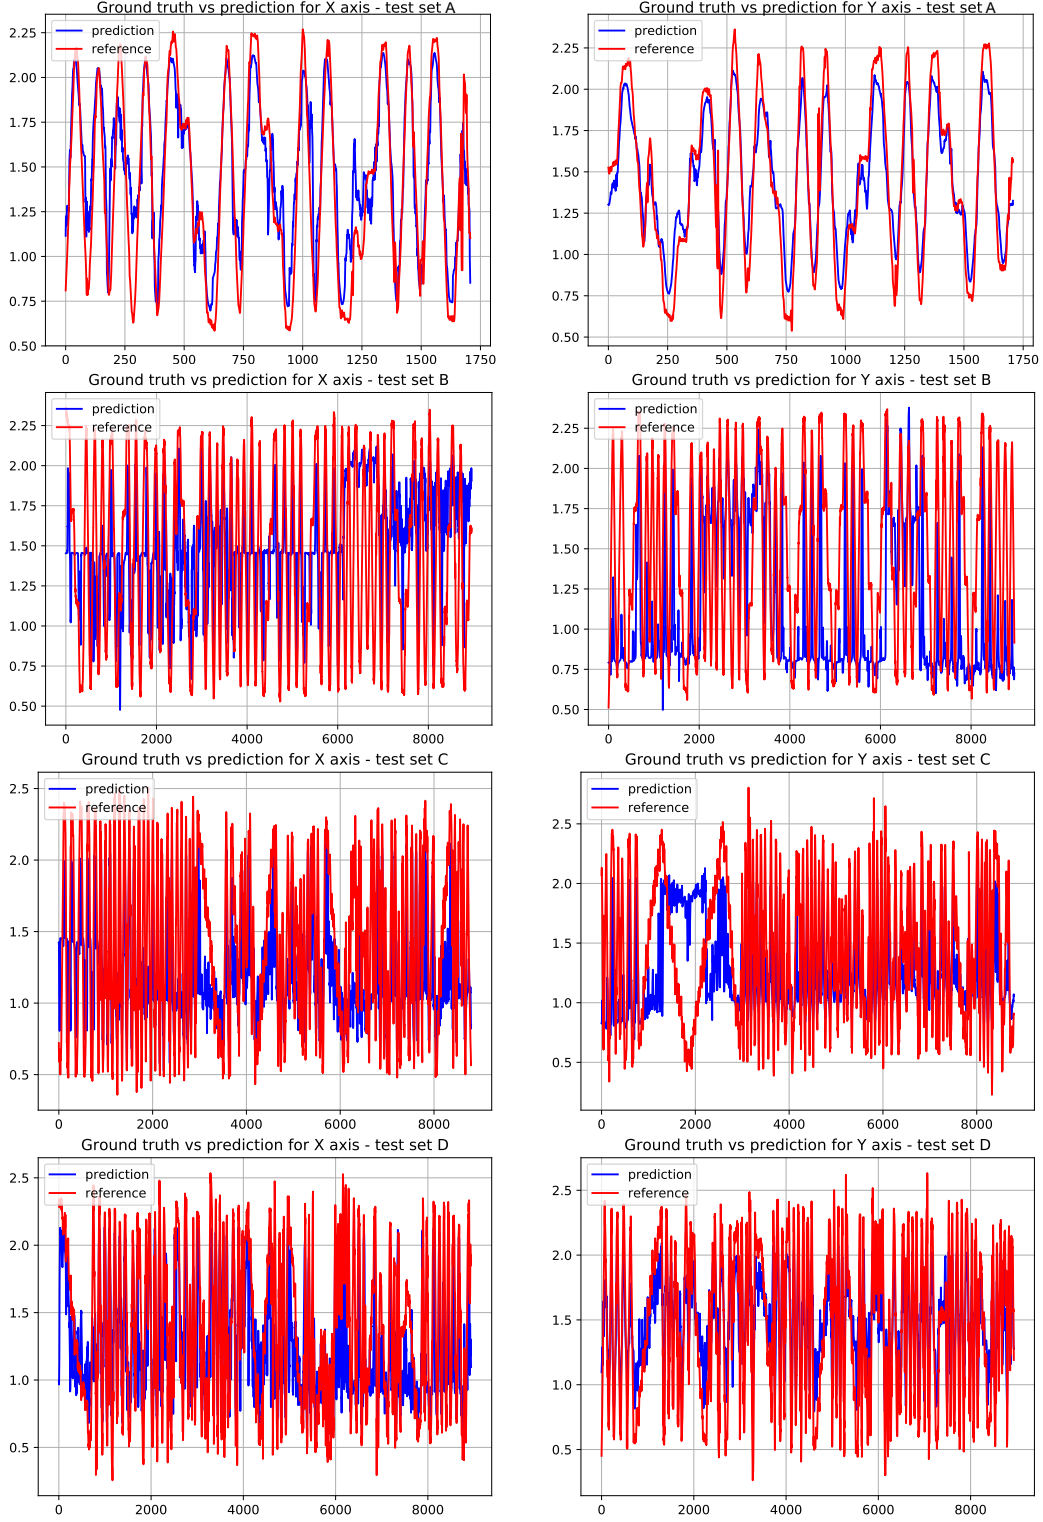 Ground truth vs prediction for X axis - test set A
prediction
reference
2.25
2.00
1.75
1.50
1.25
1.00
0.75
0.50
0 250 500 750 1000 1250 1500 1750
Ground truth vs prediction for Y axis - test set A
prediction
reference
2.25
2.00
1.75
1.50
1.25
1.00
0.75
0.50
0 250 500 750 1000 1250 1500 1750
Ground truth vs prediction for X axis - test set B
prediction
reference
2.25
2.00
1.75
1.50
1.25
1.00
0.75
0.50
0 2000 4000 6000 8000
Ground truth vs prediction for Y axis - test set B
prediction
reference
2.25
2.00
1.75
1.50
1.25
1.00
0.75
0.50
0 2000 4000 6000 8000
Ground truth vs prediction for X axis - test set C
prediction
reference
2.5
2.0
1.5
1.0
0.5
0 2000 4000 6000 8000
Ground truth vs prediction for Y axis - test set C
prediction
reference
2.5
2.0
1.5
1.0
0.5
0 2000 4000 6000 8000
Ground truth vs prediction for X axis - test set D
prediction
reference
2.5
2.0
1.5
1.0
0.5
0 2000 4000 6000 8000
Ground truth vs prediction for Y axis - test set D
prediction
reference
2.5
2.0
1.5
1.0
0.5
0 2000 4000 6000 8000